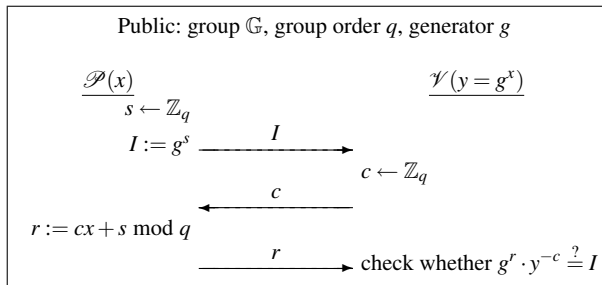 Public: group 𝔾, group order q, generator g
𝒫(x) 𝒱(y = g^x)
s ← ℤ_q
I := g^s I
c ← ℤ_q
c
r := cx + s mod q
r check whether g^r · y^{−c} ≟ I